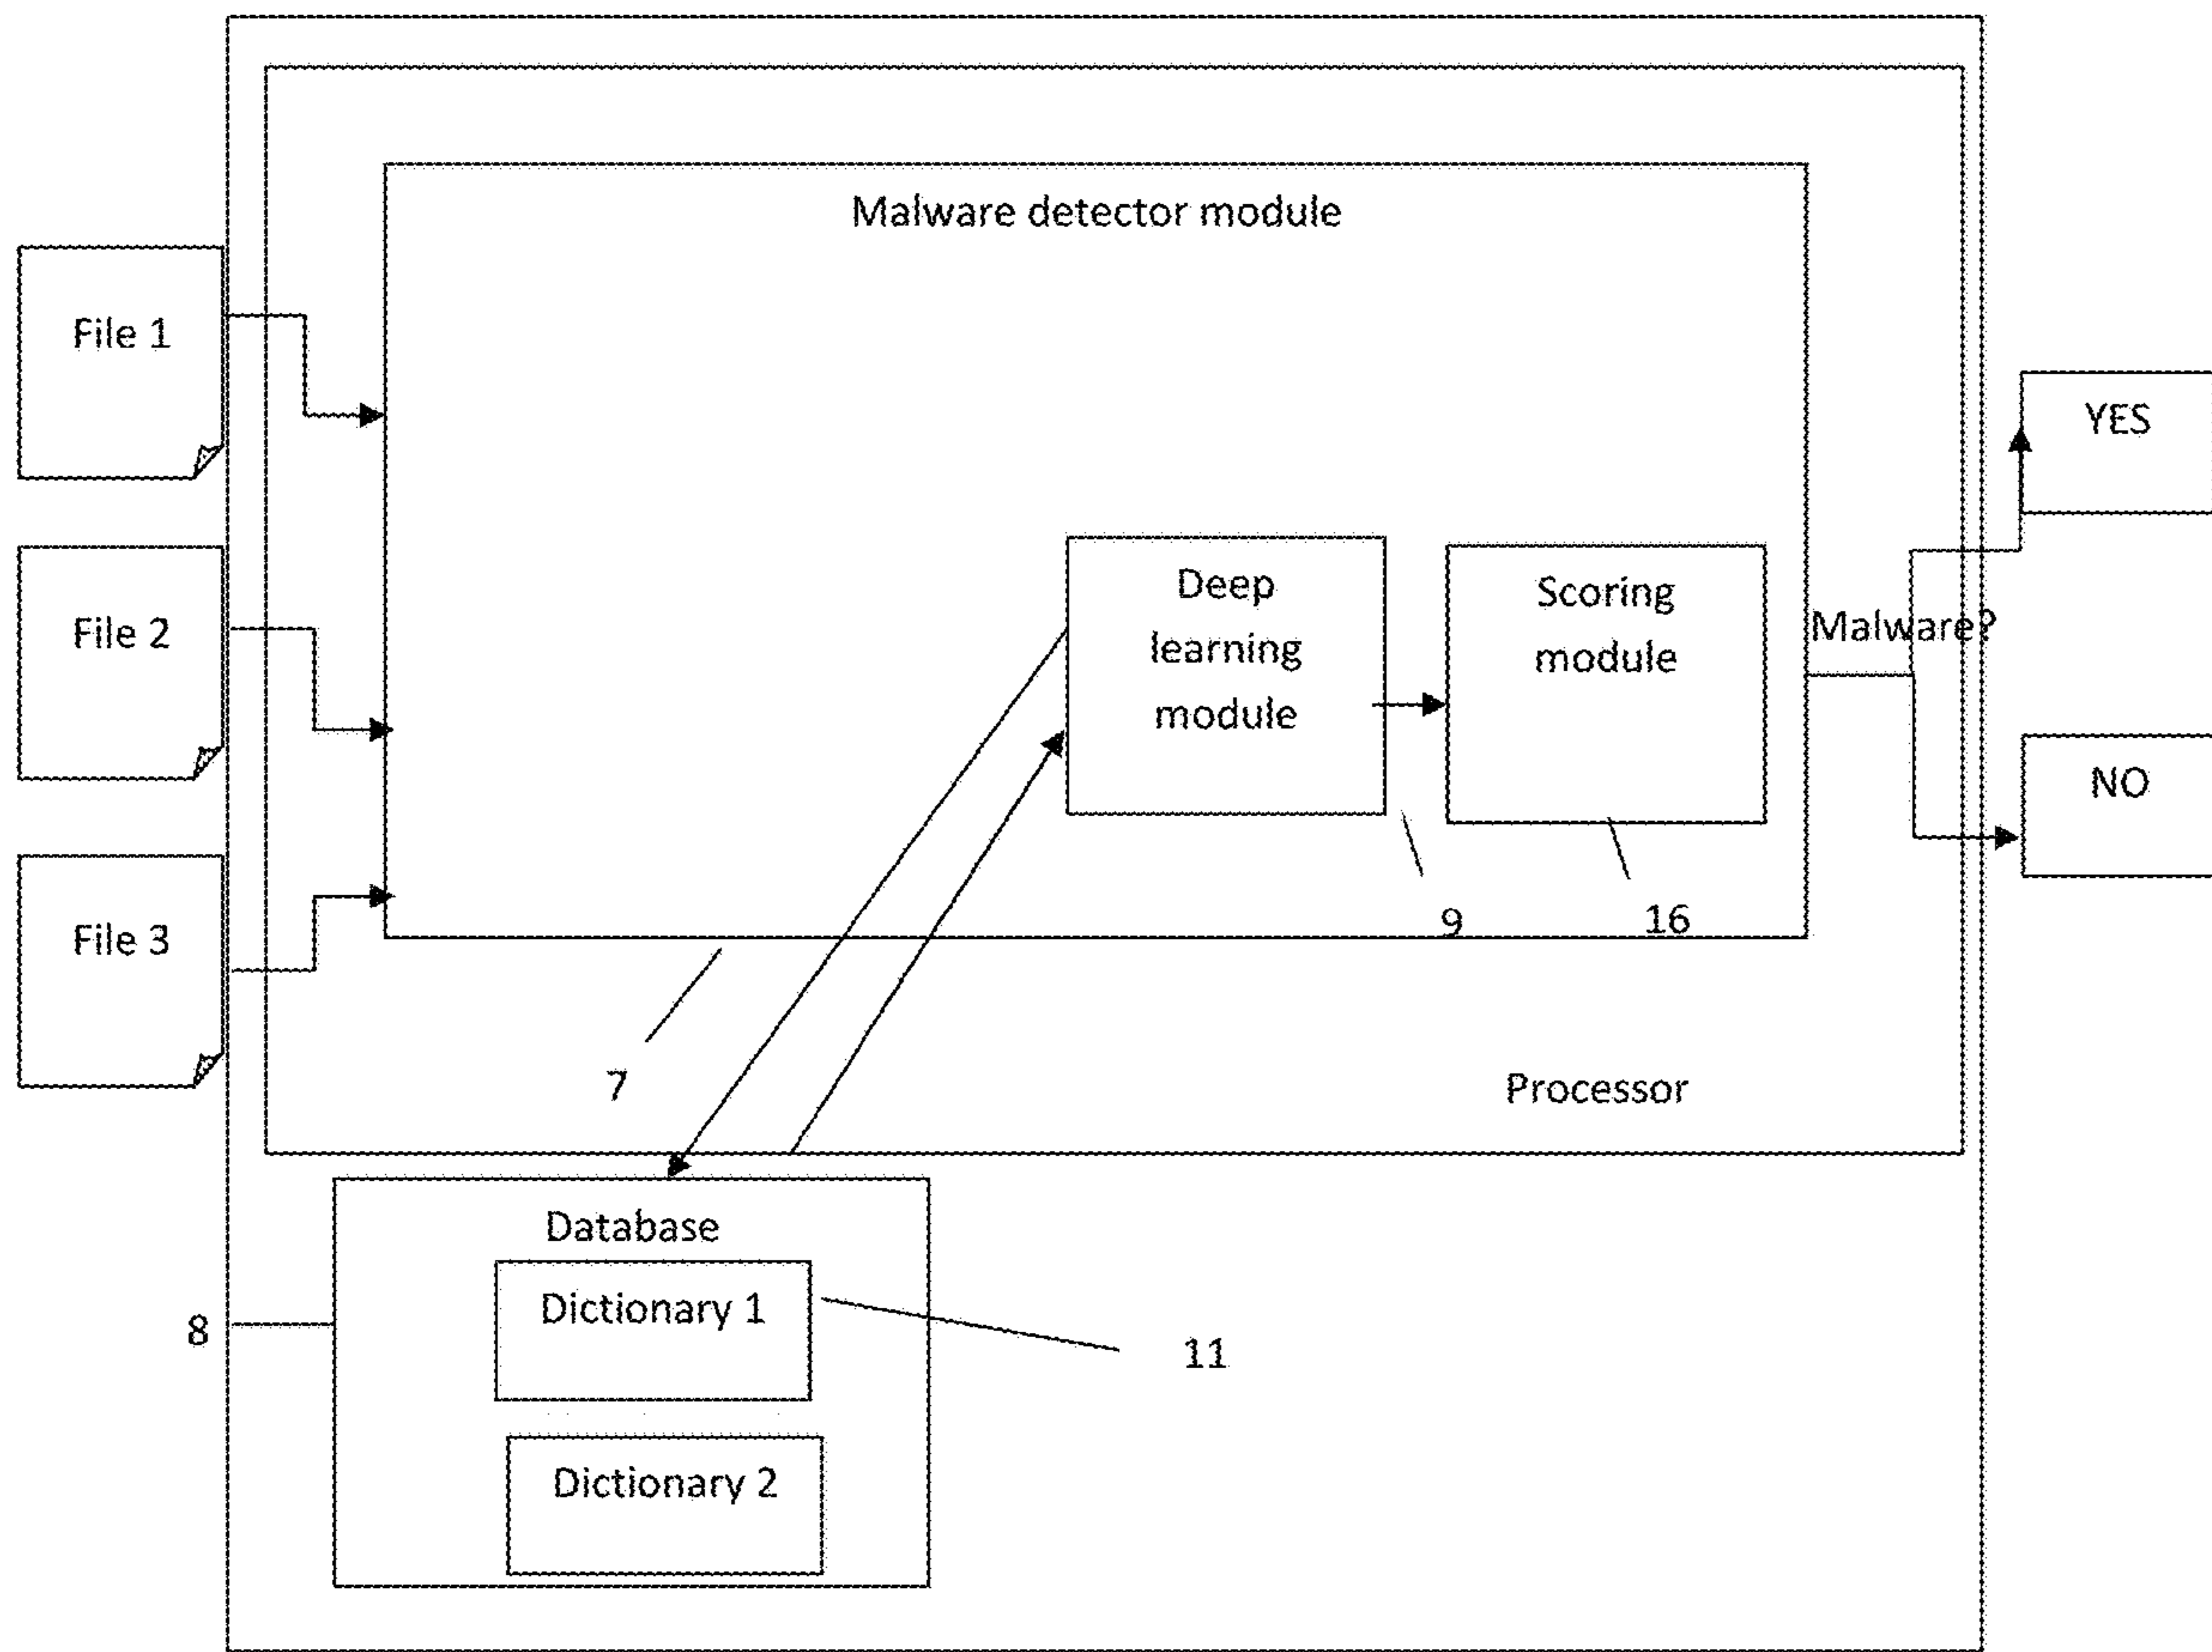 Malware detector module
File 1
YES
Deep
learning
module
Scoring
module
File 2
Malware?
NO
9
16
File 3
7
Processor
Database
Dictionary 1
8
11
Dictionary 2